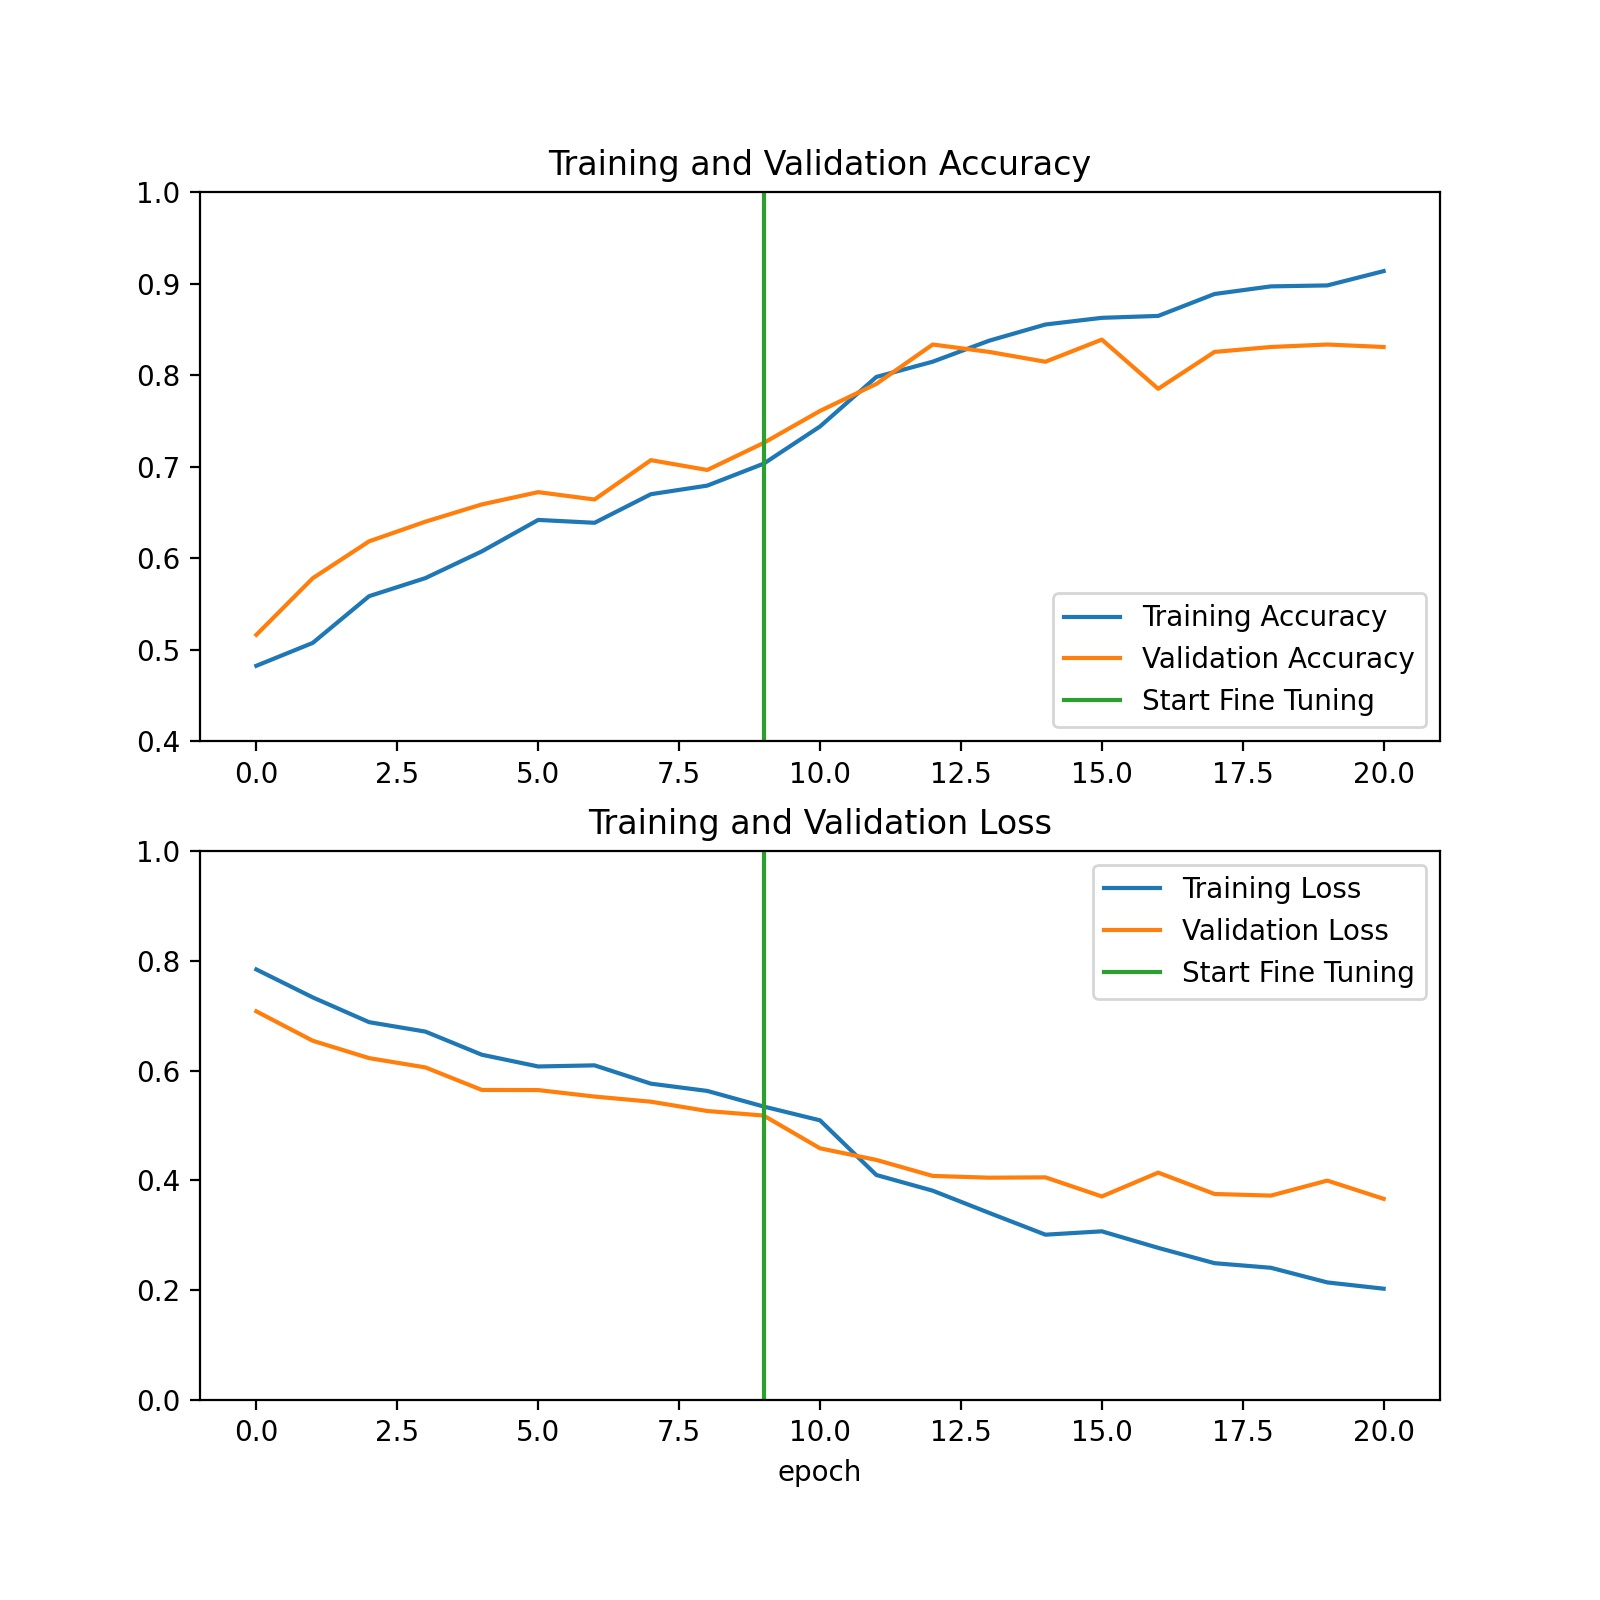 Training and Validation Accuracy
1.0
0.9
0.8
0.7
0.6
0.5
0.4
Training Accuracy
Validation Accuracy
Start Fine Tuning
0.0 2.5 5.0 7.5 10.0 12.5 15.0 17.5 20.0
Training and Validation Loss
1.0
0.8
0.6
0.4
0.2
0.0
Training Loss
Validation Loss
Start Fine Tuning
0.0 2.5 5.0 7.5 10.0 12.5 15.0 17.5 20.0
epoch